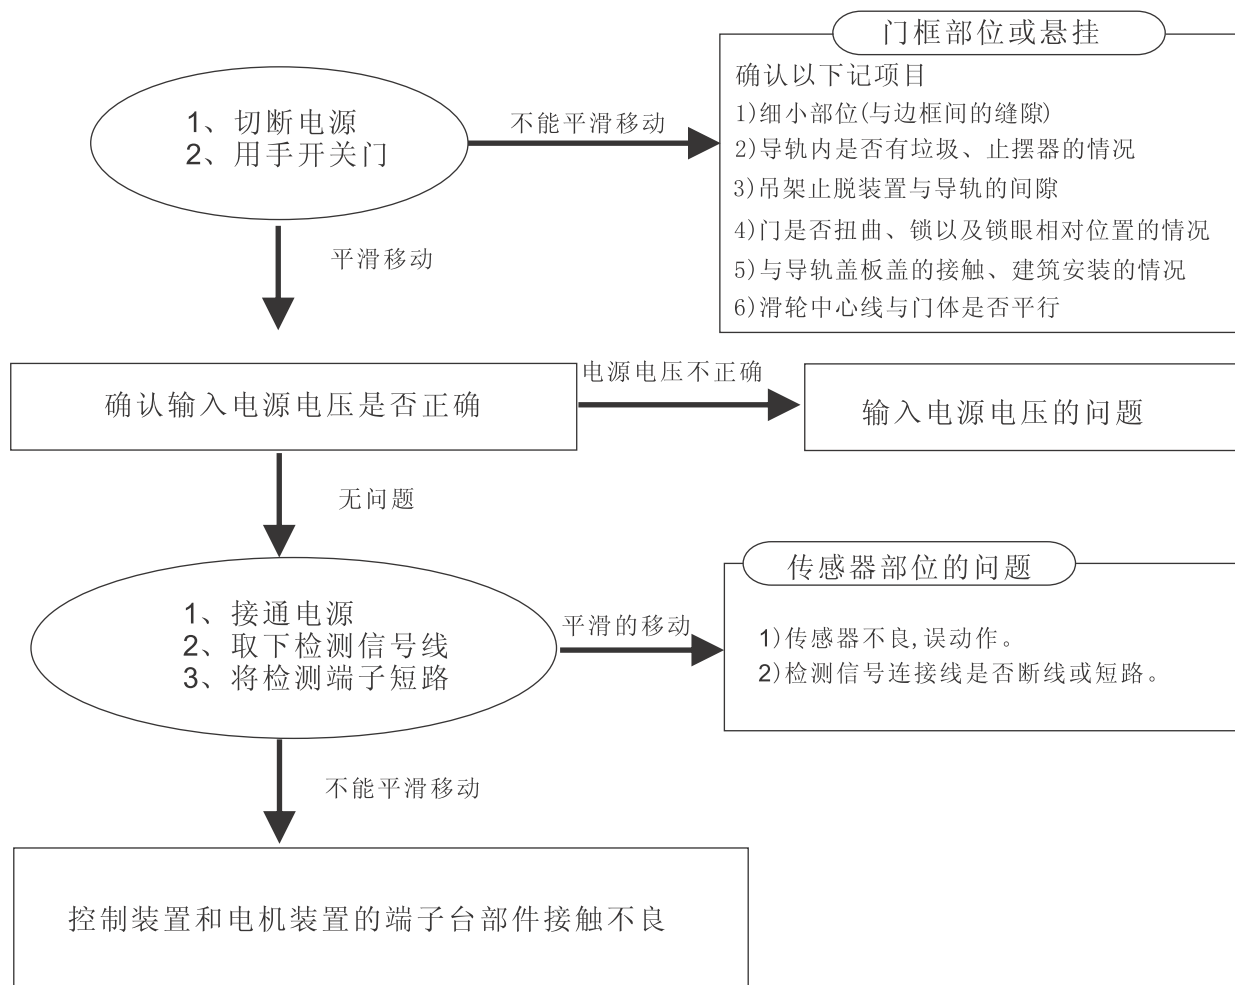 门框部位或悬挂
确认以下记项目
1)细小部位(与边框间的缝隙)
2)导轨内是否有垃圾、止摆器的情况
3)吊架止脱装置与导轨的间隙
4)门是否扭曲、锁以及锁眼相对位置的情况
5)与导轨盖板盖的接触、建筑安装的情况
6)滑轮中心线与门体是否平行
1、切断电源
2、用手开关门
不能平滑移动
平滑移动
确认输入电源电压是否正确
电源电压不正确
输入电源电压的问题
无问题
1、接通电源
2、取下检测信号线
3、将检测端子短路
平滑的移动
传感器部位的问题
1)传感器不良,误动作。
2)检测信号连接线是否断线或短路。
不能平滑移动
控制装置和电机装置的端子台部件接触不良